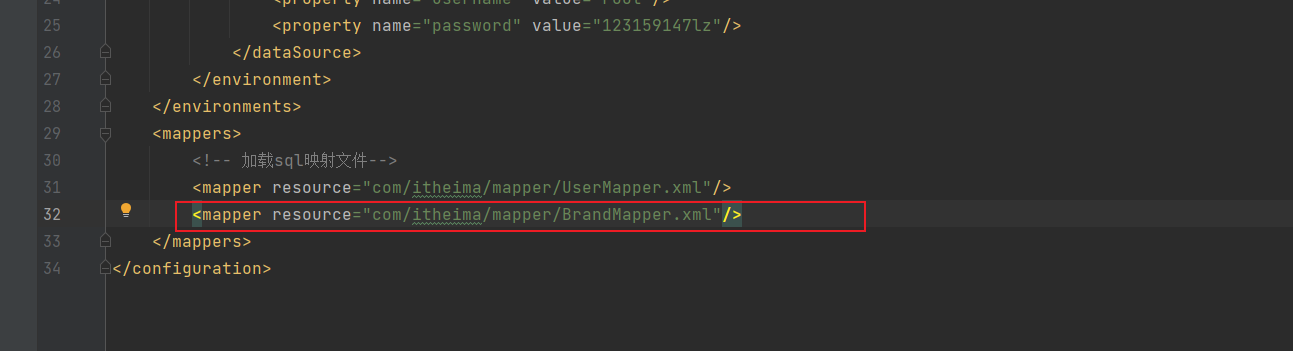 24 <property name="username" value="root"/>
25 <property name="password" value="123159147lz"/>
26 </dataSource>
27 </environment>
28 </environments>
29 <mappers>
30 <!-- 加载sql映射文件-->
31 <mapper resource="com/itheima/mapper/UserMapper.xml"/>
32 <mapper resource="com/itheima/mapper/BrandMapper.xml"/>
33 </mappers>
34 </configuration>